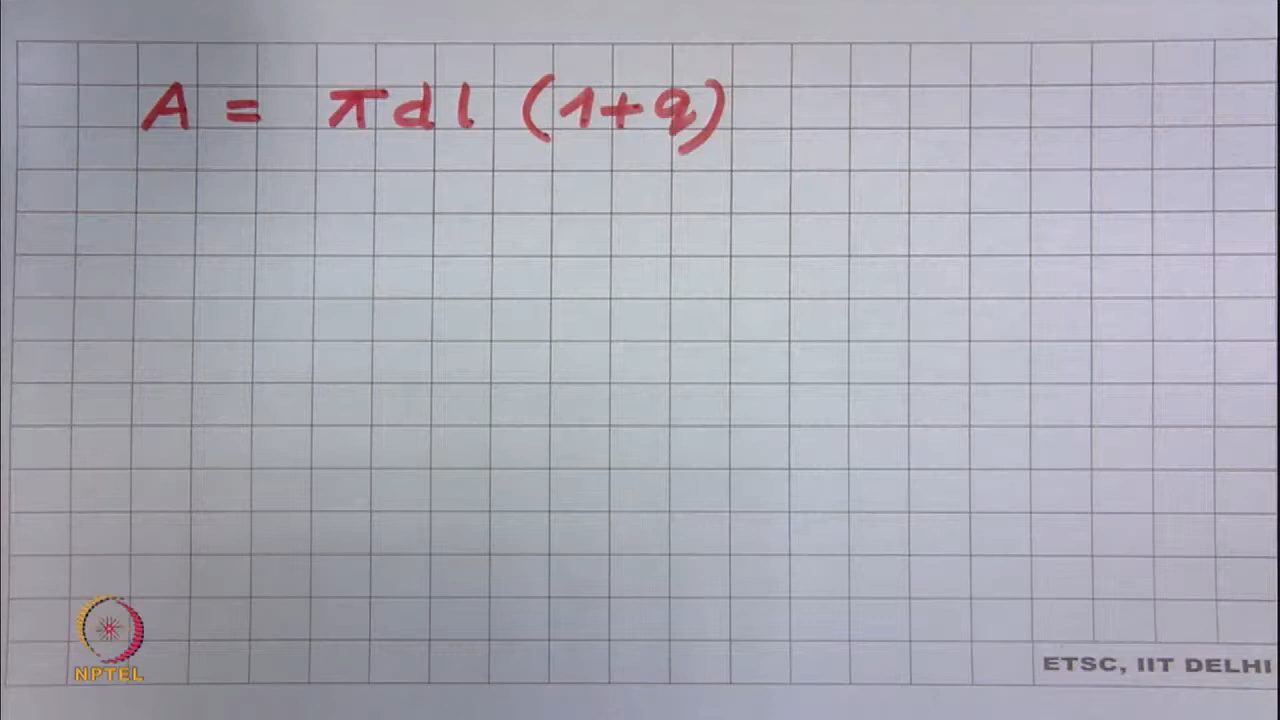 A = πdl (1+q)
NPTEL
ETSC, IIT DELHI